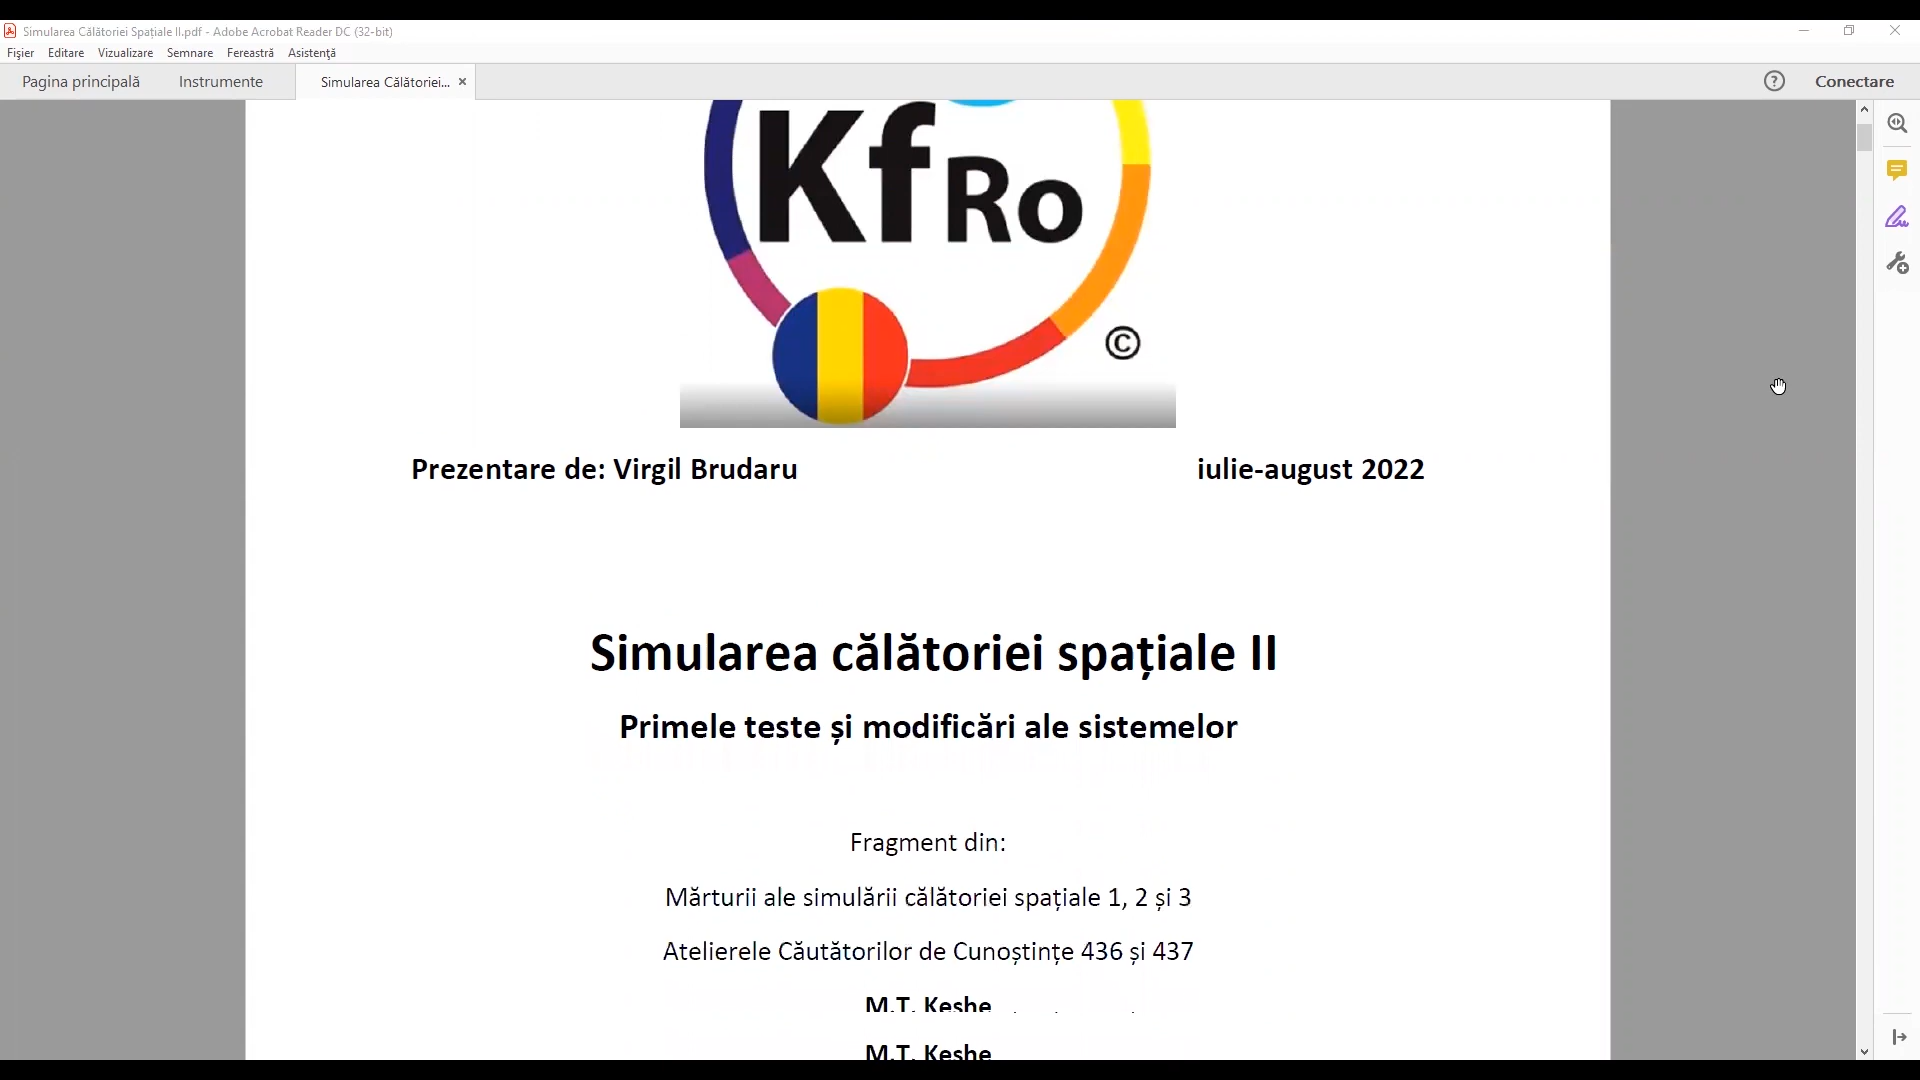 Simularea Călătoriei Spațiale II.pdf - Adobe Acrobat Reader DC (32-bit)
Fișier Editare Vizualizare Semnare Fereastră Asistență
Pagina principală Instrumente Simularea Călătoriei... × ? Conectare
KfRo
©
Prezentare de: Virgil Brudaru iulie-august 2022
Simularea călătoriei spațiale II
Primele teste și modificări ale sistemelor
Fragment din:
Mărturii ale simulării călătoriei spațiale 1, 2 și 3
Atelierele Căutătorilor de Cunoștințe 436 și 437
M.T. Keshe
M.T. Keshe